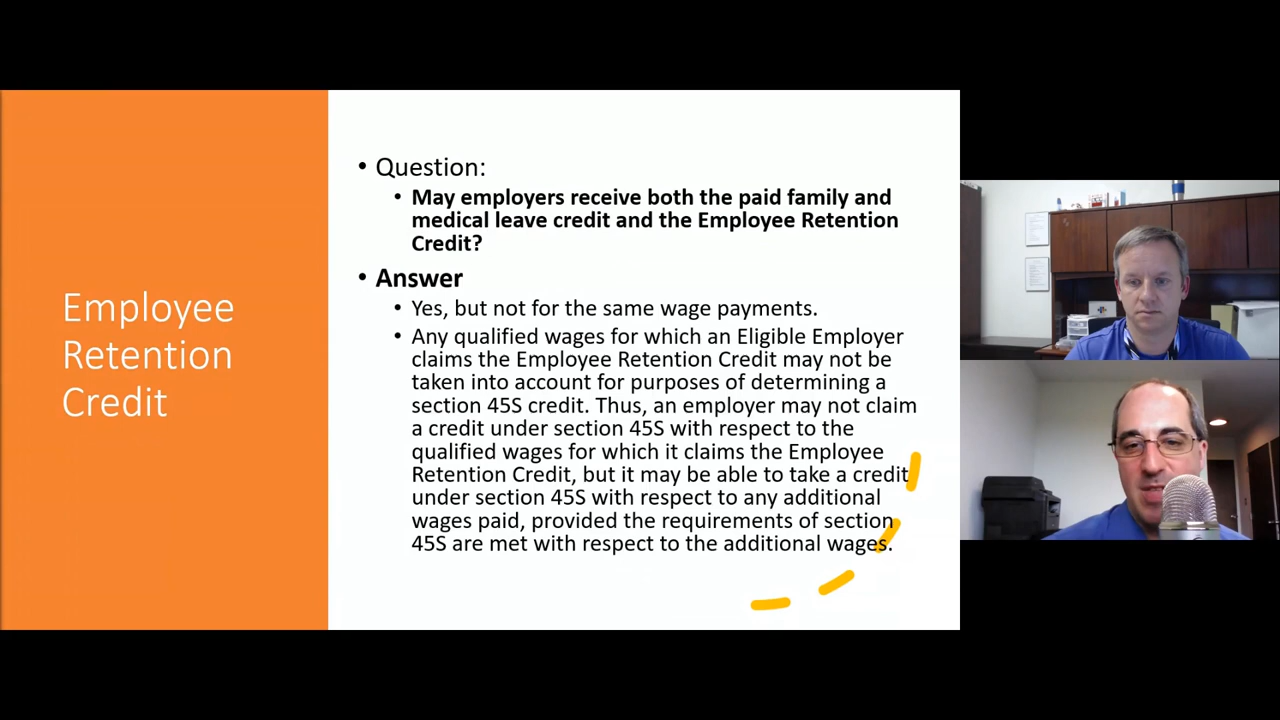 Employee
Retention
Credit
• Question:
• May employers receive both the paid family and
medical leave credit and the Employee Retention
Credit?
• Answer
• Yes, but not for the same wage payments.
• Any qualified wages for which an Eligible Employer
claims the Employee Retention Credit may not be
taken into account for purposes of determining a
section 45S credit. Thus, an employer may not claim
a credit under section 45S with respect to the
qualified wages for which it claims the Employee
Retention Credit, but it may be able to take a credit
under section 45S with respect to any additional
wages paid, provided the requirements of section
45S are met with respect to the additional wages.